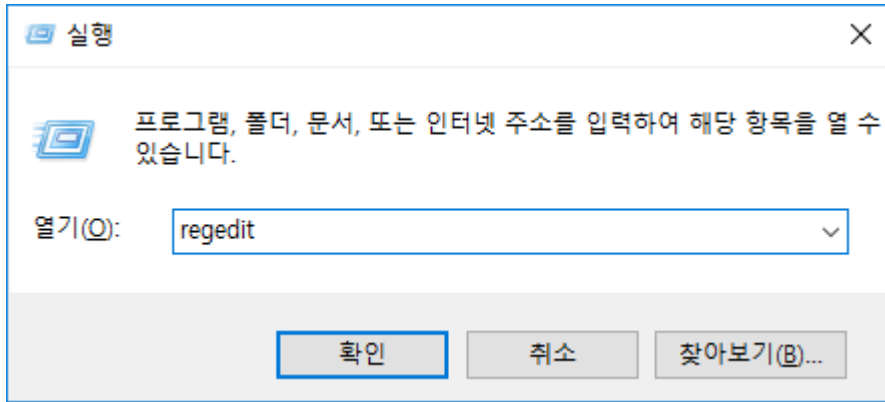 실행
프로그램, 폴더, 문서, 또는 인터넷 주소를 입력하여 해당 항목을 열 수
있습니다.
열기(O): regedit
확인 취소 찾아보기(B)...